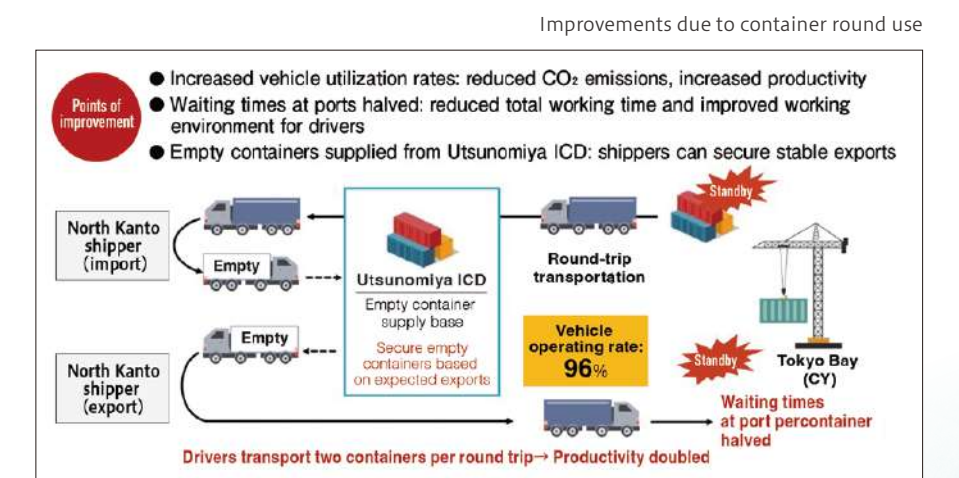 Improvements due to container round use
Points of
improvement
● Increased vehicle utilization rates: reduced CO₂ emissions, increased productivity
● Waiting times at ports halved: reduced total working time and improved working
environment for drivers
● Empty containers supplied from Utsunomiya ICD: shippers can secure stable exports
North Kanto
shipper
(import)
Empty
Utsunomiya ICD
Empty container
supply base
Secure empty
containers based
on expected exports
Round-trip
transportation
Standby
Empty
North Kanto
shipper
(export)
Vehicle
operating rate:
96%
Standby
Tokyo Bay
(CY)
Waiting times
at port percontainer
halved
Drivers transport two containers per round trip→ Productivity doubled